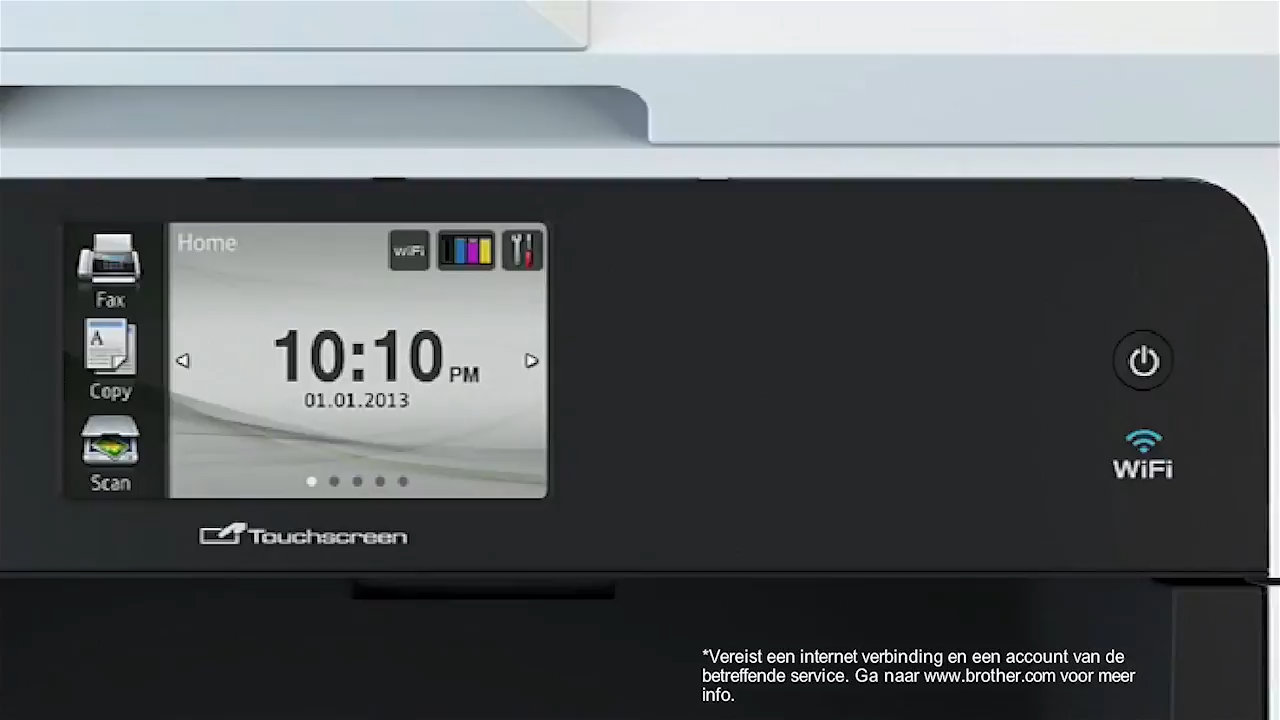 Home
WiFi
Fax
A
10:10 PM
01.01.2013
Copy
Scan
WiFi
Touchscreen
*Vereist een internet verbinding en een account van de
betreffende service. Ga naar www.brother.com voor meer
info.